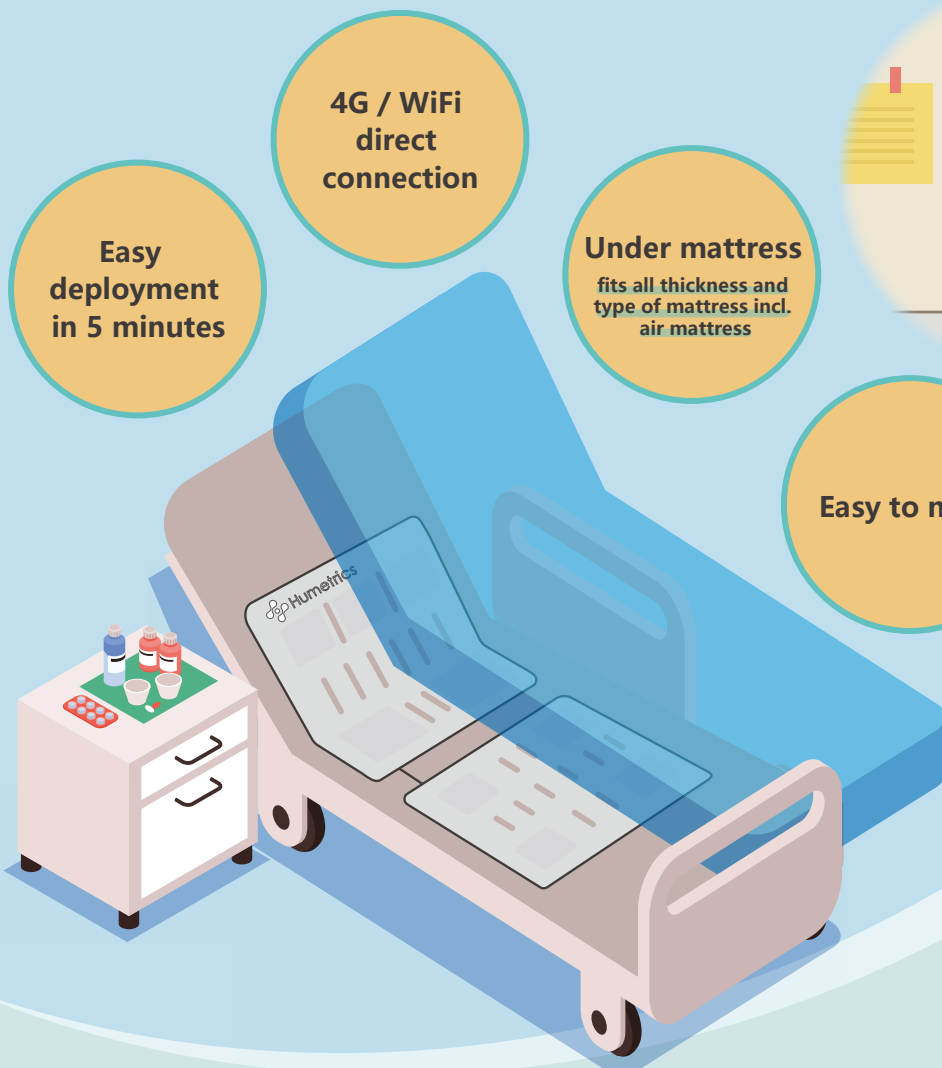 4G / WiFi
direct
connection
Easy
deployment
in 5 minutes
Under mattress
fits all thickness and
type of mattress incl.
air mattress
Easy to
Humetrics